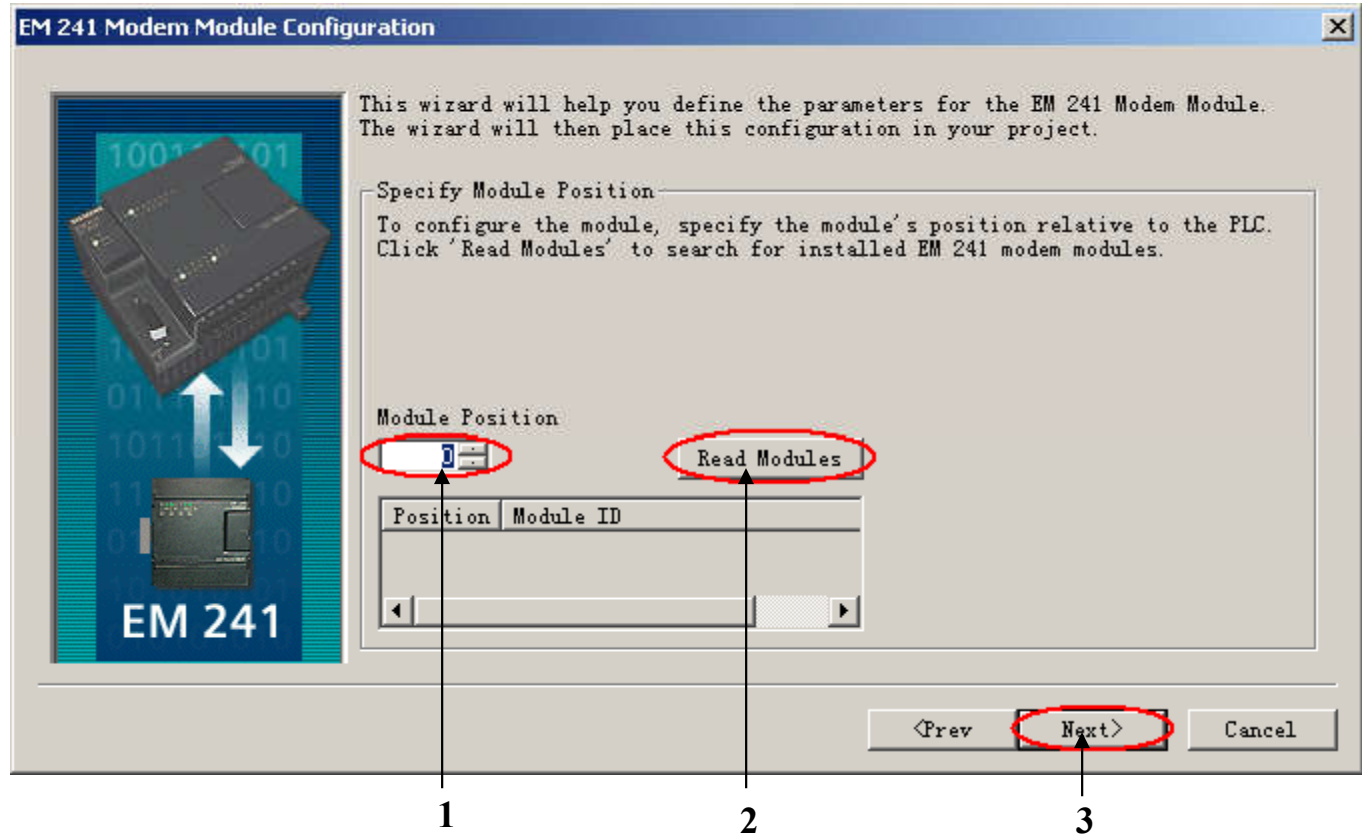 EM 241 Modem Module Configuration
This wizard will help you define the parameters for the EM 241 Modem Module.
The wizard will then place this configuration in your project.
Specify Module Position
To configure the module, specify the module's position relative to the PLC.
Click 'Read Modules' to search for installed EM 241 modem modules.
Module Position
0
Read Modules
Position Module ID
EM 241
<Prev Next> Cancel
1 2 3